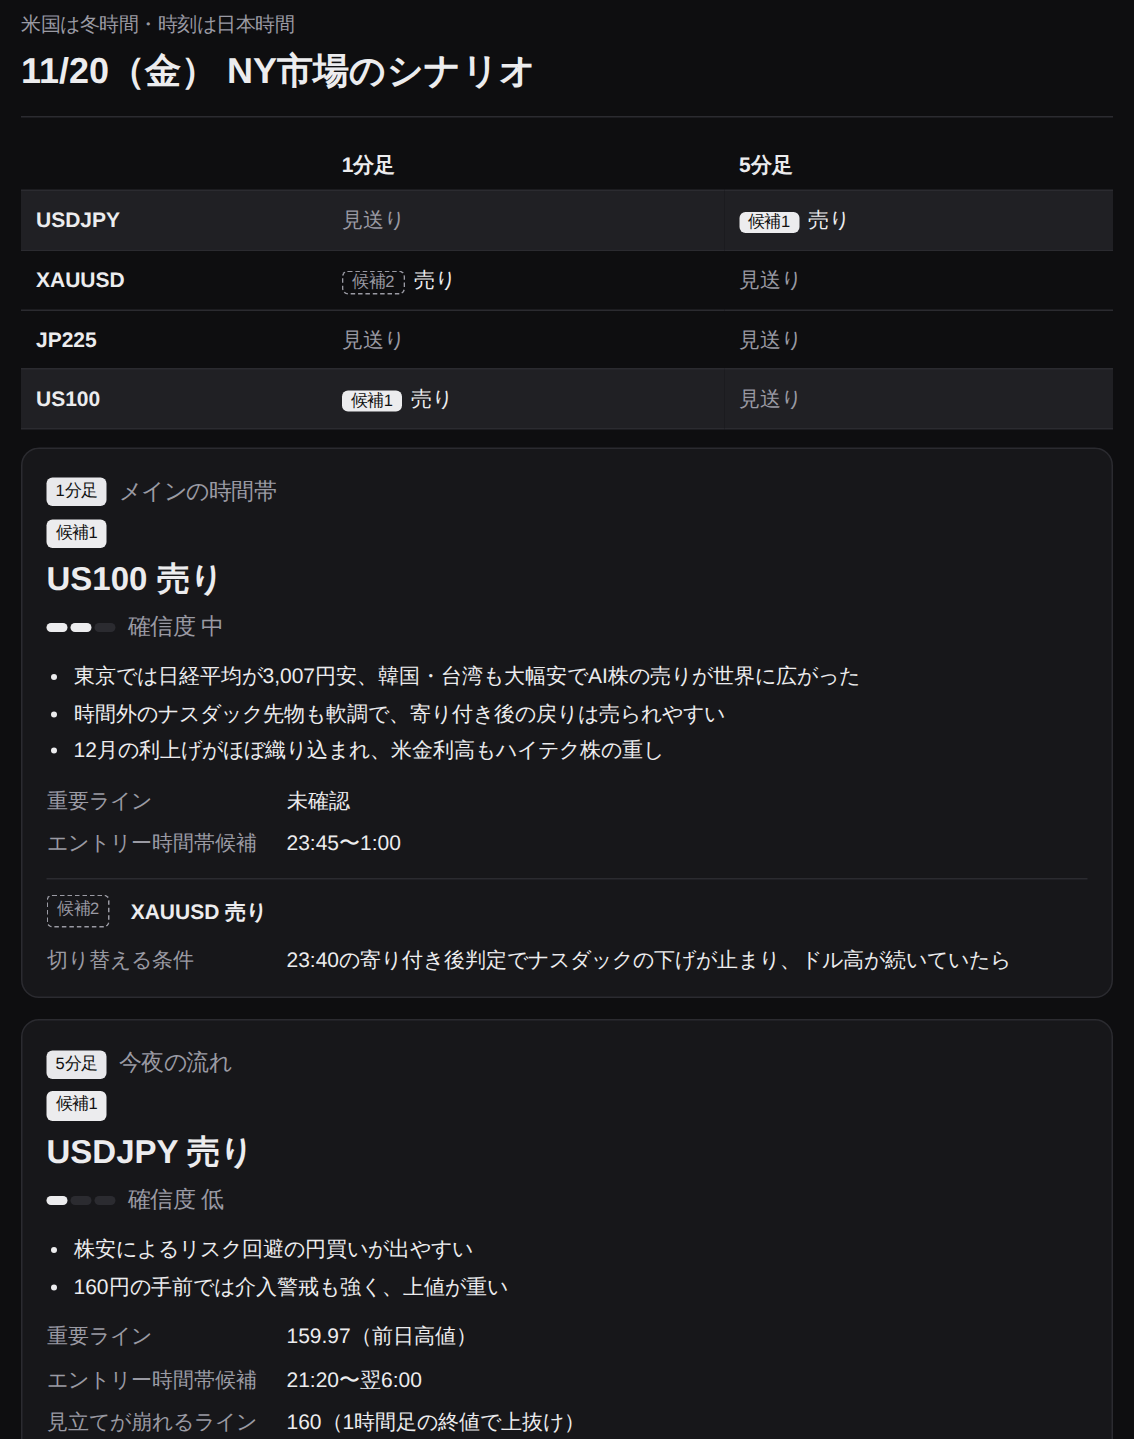 米国は冬時間・時刻は日本時間
11/20（金） NY市場のシナリオ
1分足 5分足
USDJPY 見送り 候補1 売り
XAUUSD 候補2 売り 見送り
JP225 見送り 見送り
US100 候補1 売り 見送り
1分足 メインの時間帯
候補1
US100 売り
確信度 中
• 東京では日経平均が3,007円安、韓国・台湾も大幅安でAI株の売りが世界に広がった
• 時間外のナスダック先物も軟調で、寄り付き後の戻りは売られやすい
• 12月の利上げがほぼ織り込まれ、米金利高もハイテク株の重し
重要ライン 未確認
エントリー時間帯候補 23:45〜1:00
候補2 XAUUSD 売り
切り替える条件 23:40の寄り付き後判定でナスダックの下げが止まり、ドル高が続いていたら
5分足 今夜の流れ
候補1
USDJPY 売り
確信度 低
• 株安によるリスク回避の円買いが出やすい
• 160円の手前では介入警戒も強く、上値が重い
重要ライン 159.97（前日高値）
エントリー時間帯候補 21:20〜翌6:00
見立てが崩れるライン 160（1時間足の終値で上抜け）